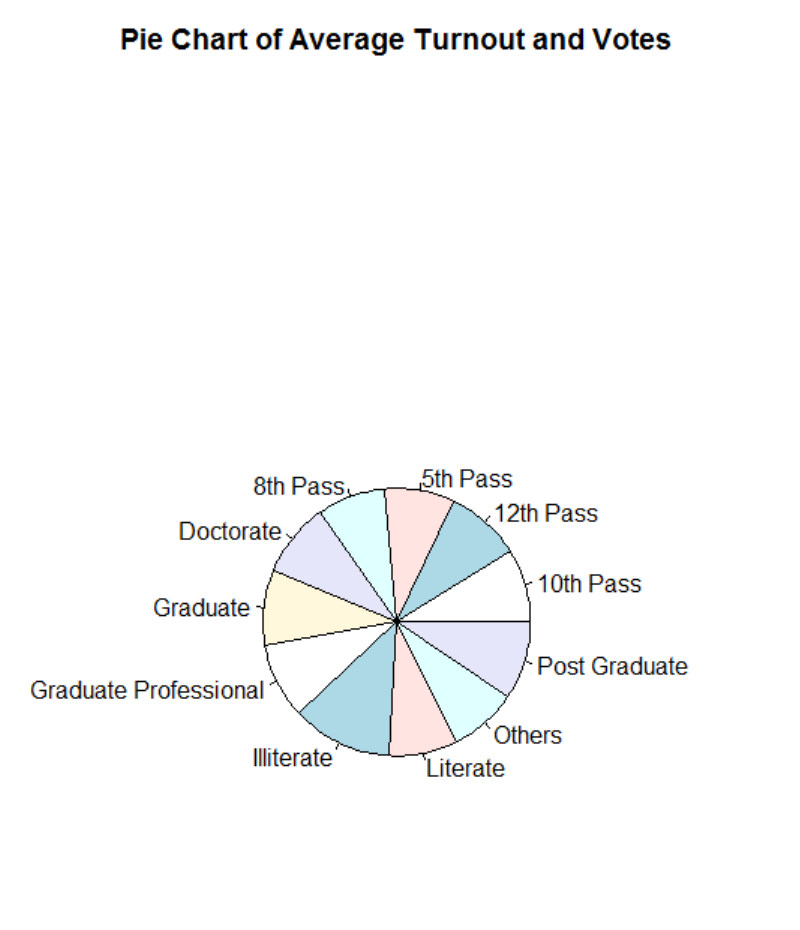 Pie Chart of Average Turnout and Votes
5th Pass
8th Pass
12th Pass
Doctorate
10th Pass
Graduate
Post Graduate
Graduate Professional
Others
Illiterate
Literate